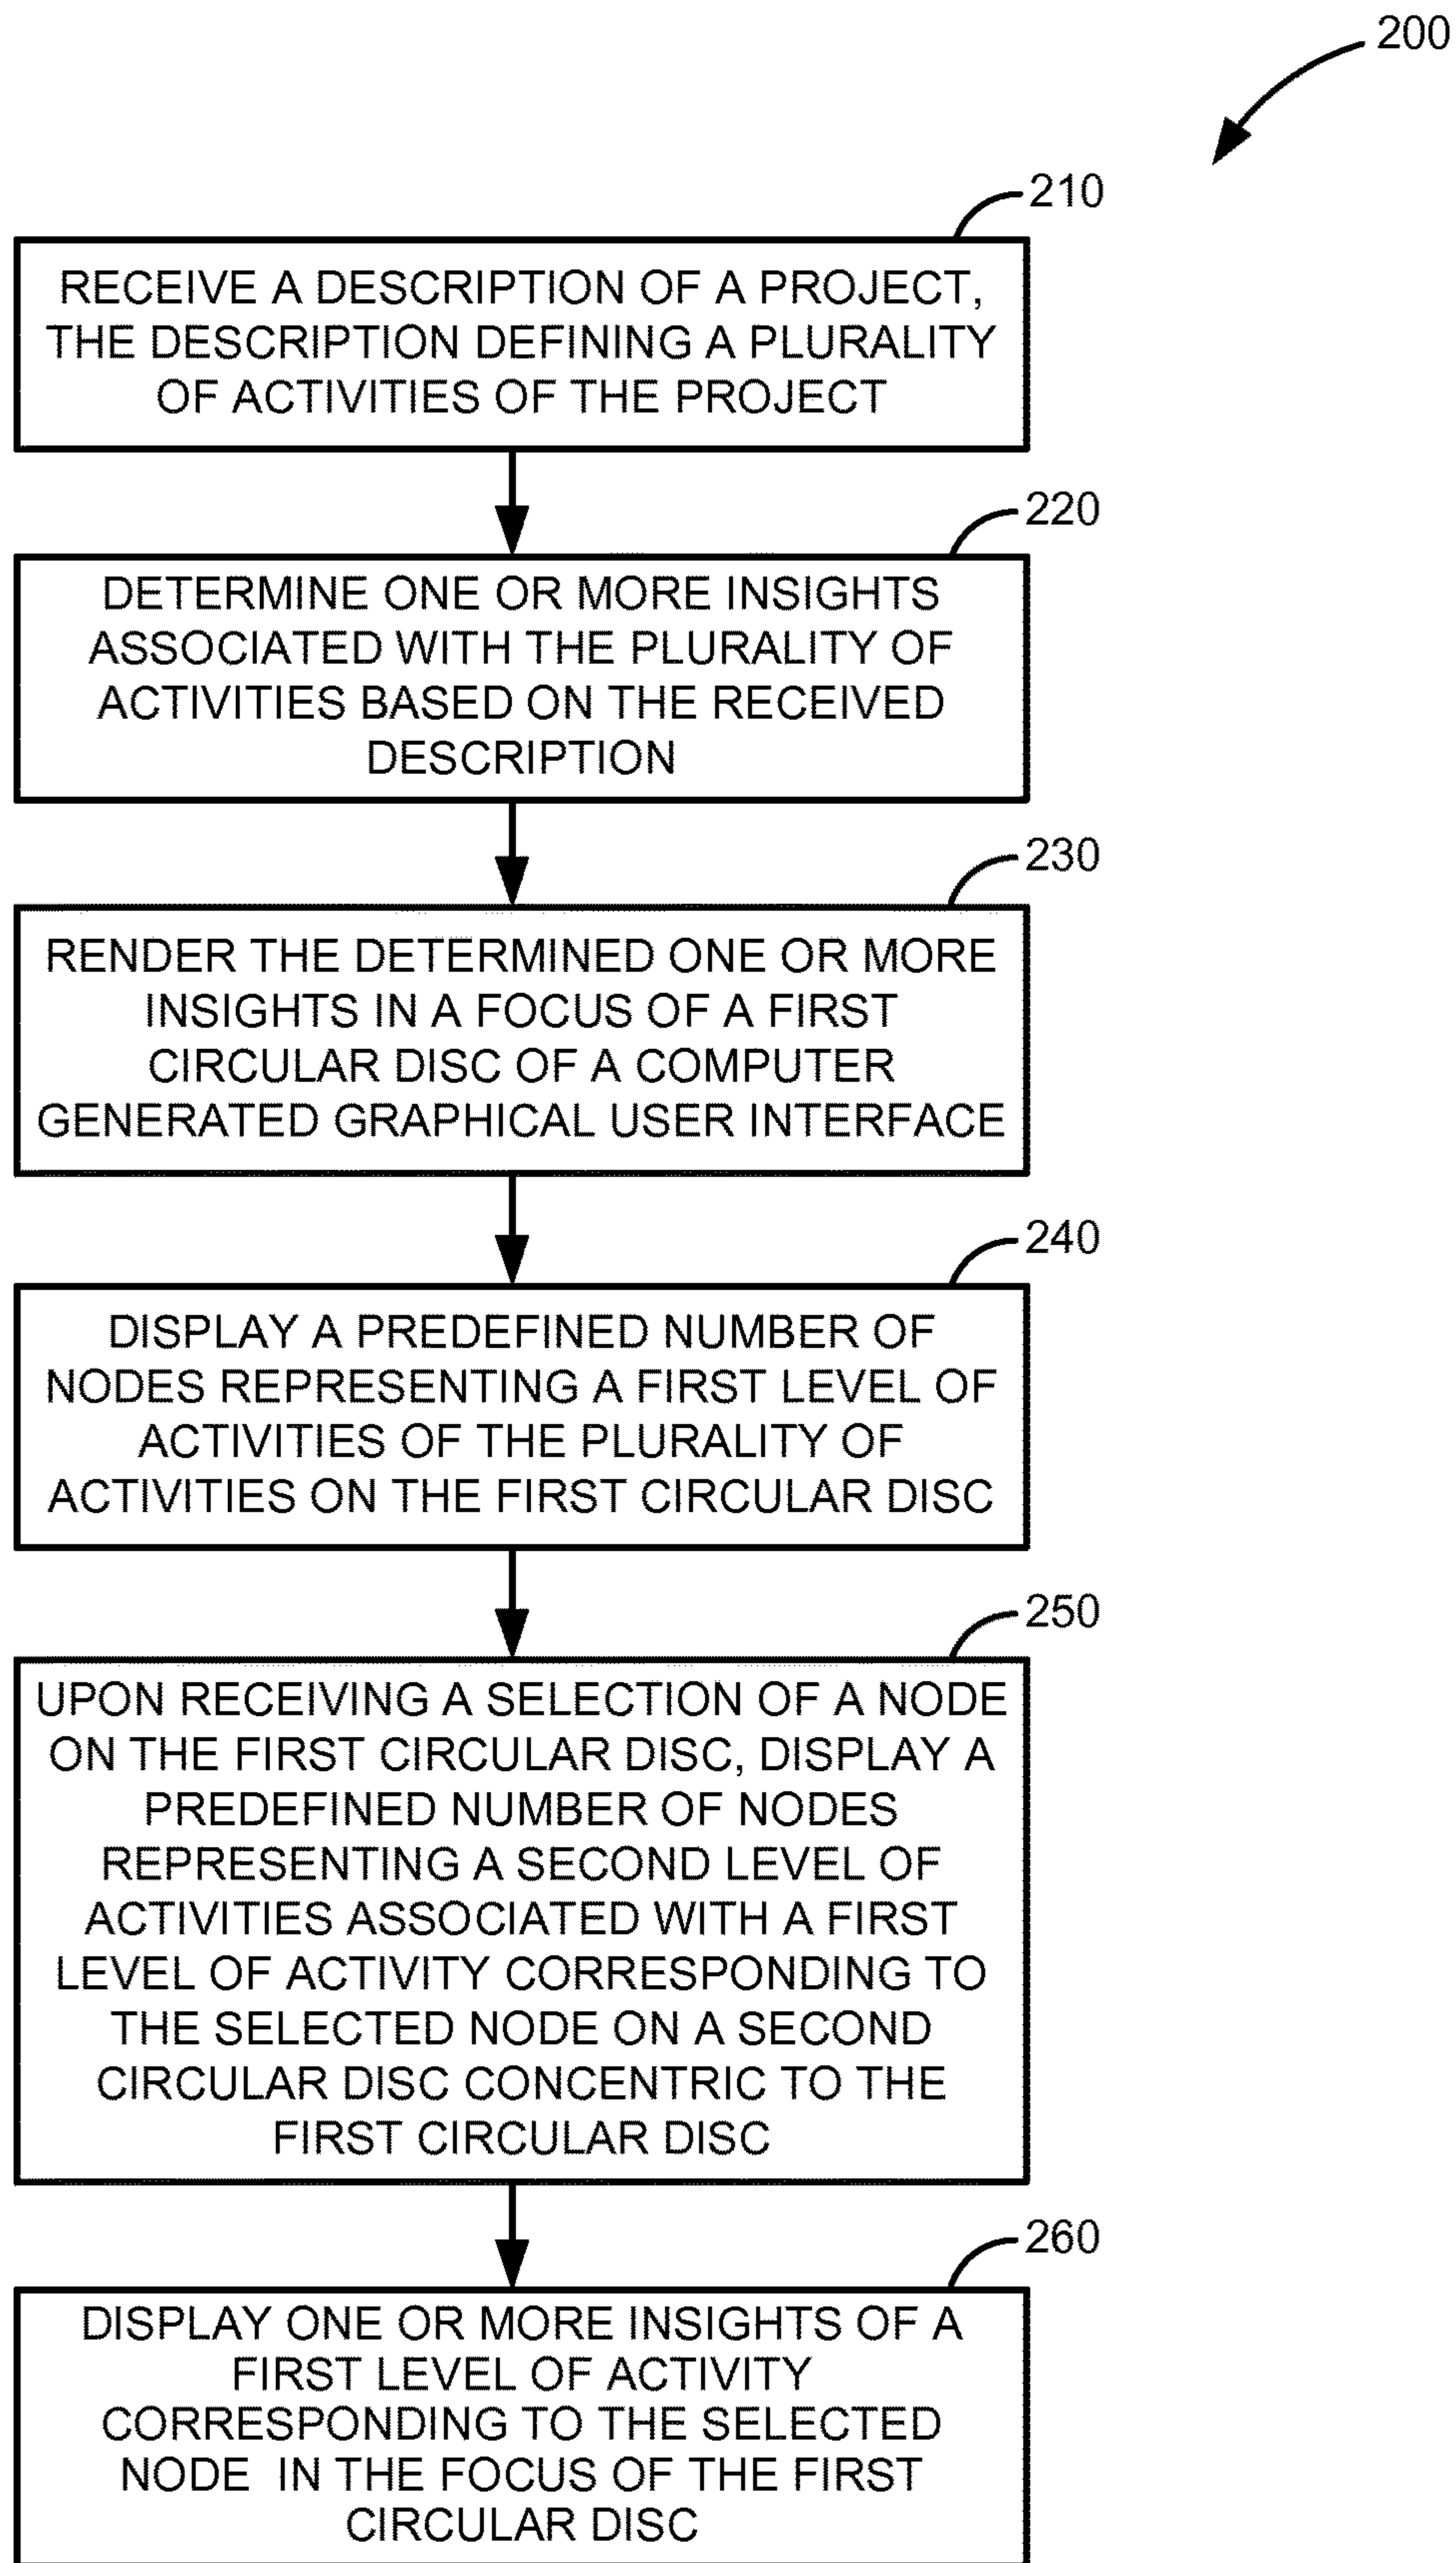 200
210
RECEIVE A DESCRIPTION OF A PROJECT,
THE DESCRIPTION DEFINING A PLURALITY
OF ACTIVITIES OF THE PROJECT
220
DETERMINE ONE OR MORE INSIGHTS
ASSOCIATED WITH THE PLURALITY OF
ACTIVITIES BASED ON THE RECEIVED
DESCRIPTION
230
RENDER THE DETERMINED ONE OR MORE
INSIGHTS IN A FOCUS OF A FIRST
CIRCULAR DISC OF A COMPUTER
GENERATED GRAPHICAL USER INTERFACE
240
DISPLAY A PREDEFINED NUMBER OF
NODES REPRESENTING A FIRST LEVEL OF
ACTIVITIES OF THE PLURALITY OF
ACTIVITIES ON THE FIRST CIRCULAR DISC
250
UPON RECEIVING A SELECTION OF A NODE
ON THE FIRST CIRCULAR DISC, DISPLAY A
PREDEFINED NUMBER OF NODES
REPRESENTING A SECOND LEVEL OF
ACTIVITIES ASSOCIATED WITH A FIRST
LEVEL OF ACTIVITY CORRESPONDING TO
THE SELECTED NODE ON A SECOND
CIRCULAR DISC CONCENTRIC TO THE
FIRST CIRCULAR DISC
260
DISPLAY ONE OR MORE INSIGHTS OF A
FIRST LEVEL OF ACTIVITY
CORRESPONDING TO THE SELECTED
NODE IN THE FOCUS OF THE FIRST
CIRCULAR DISC